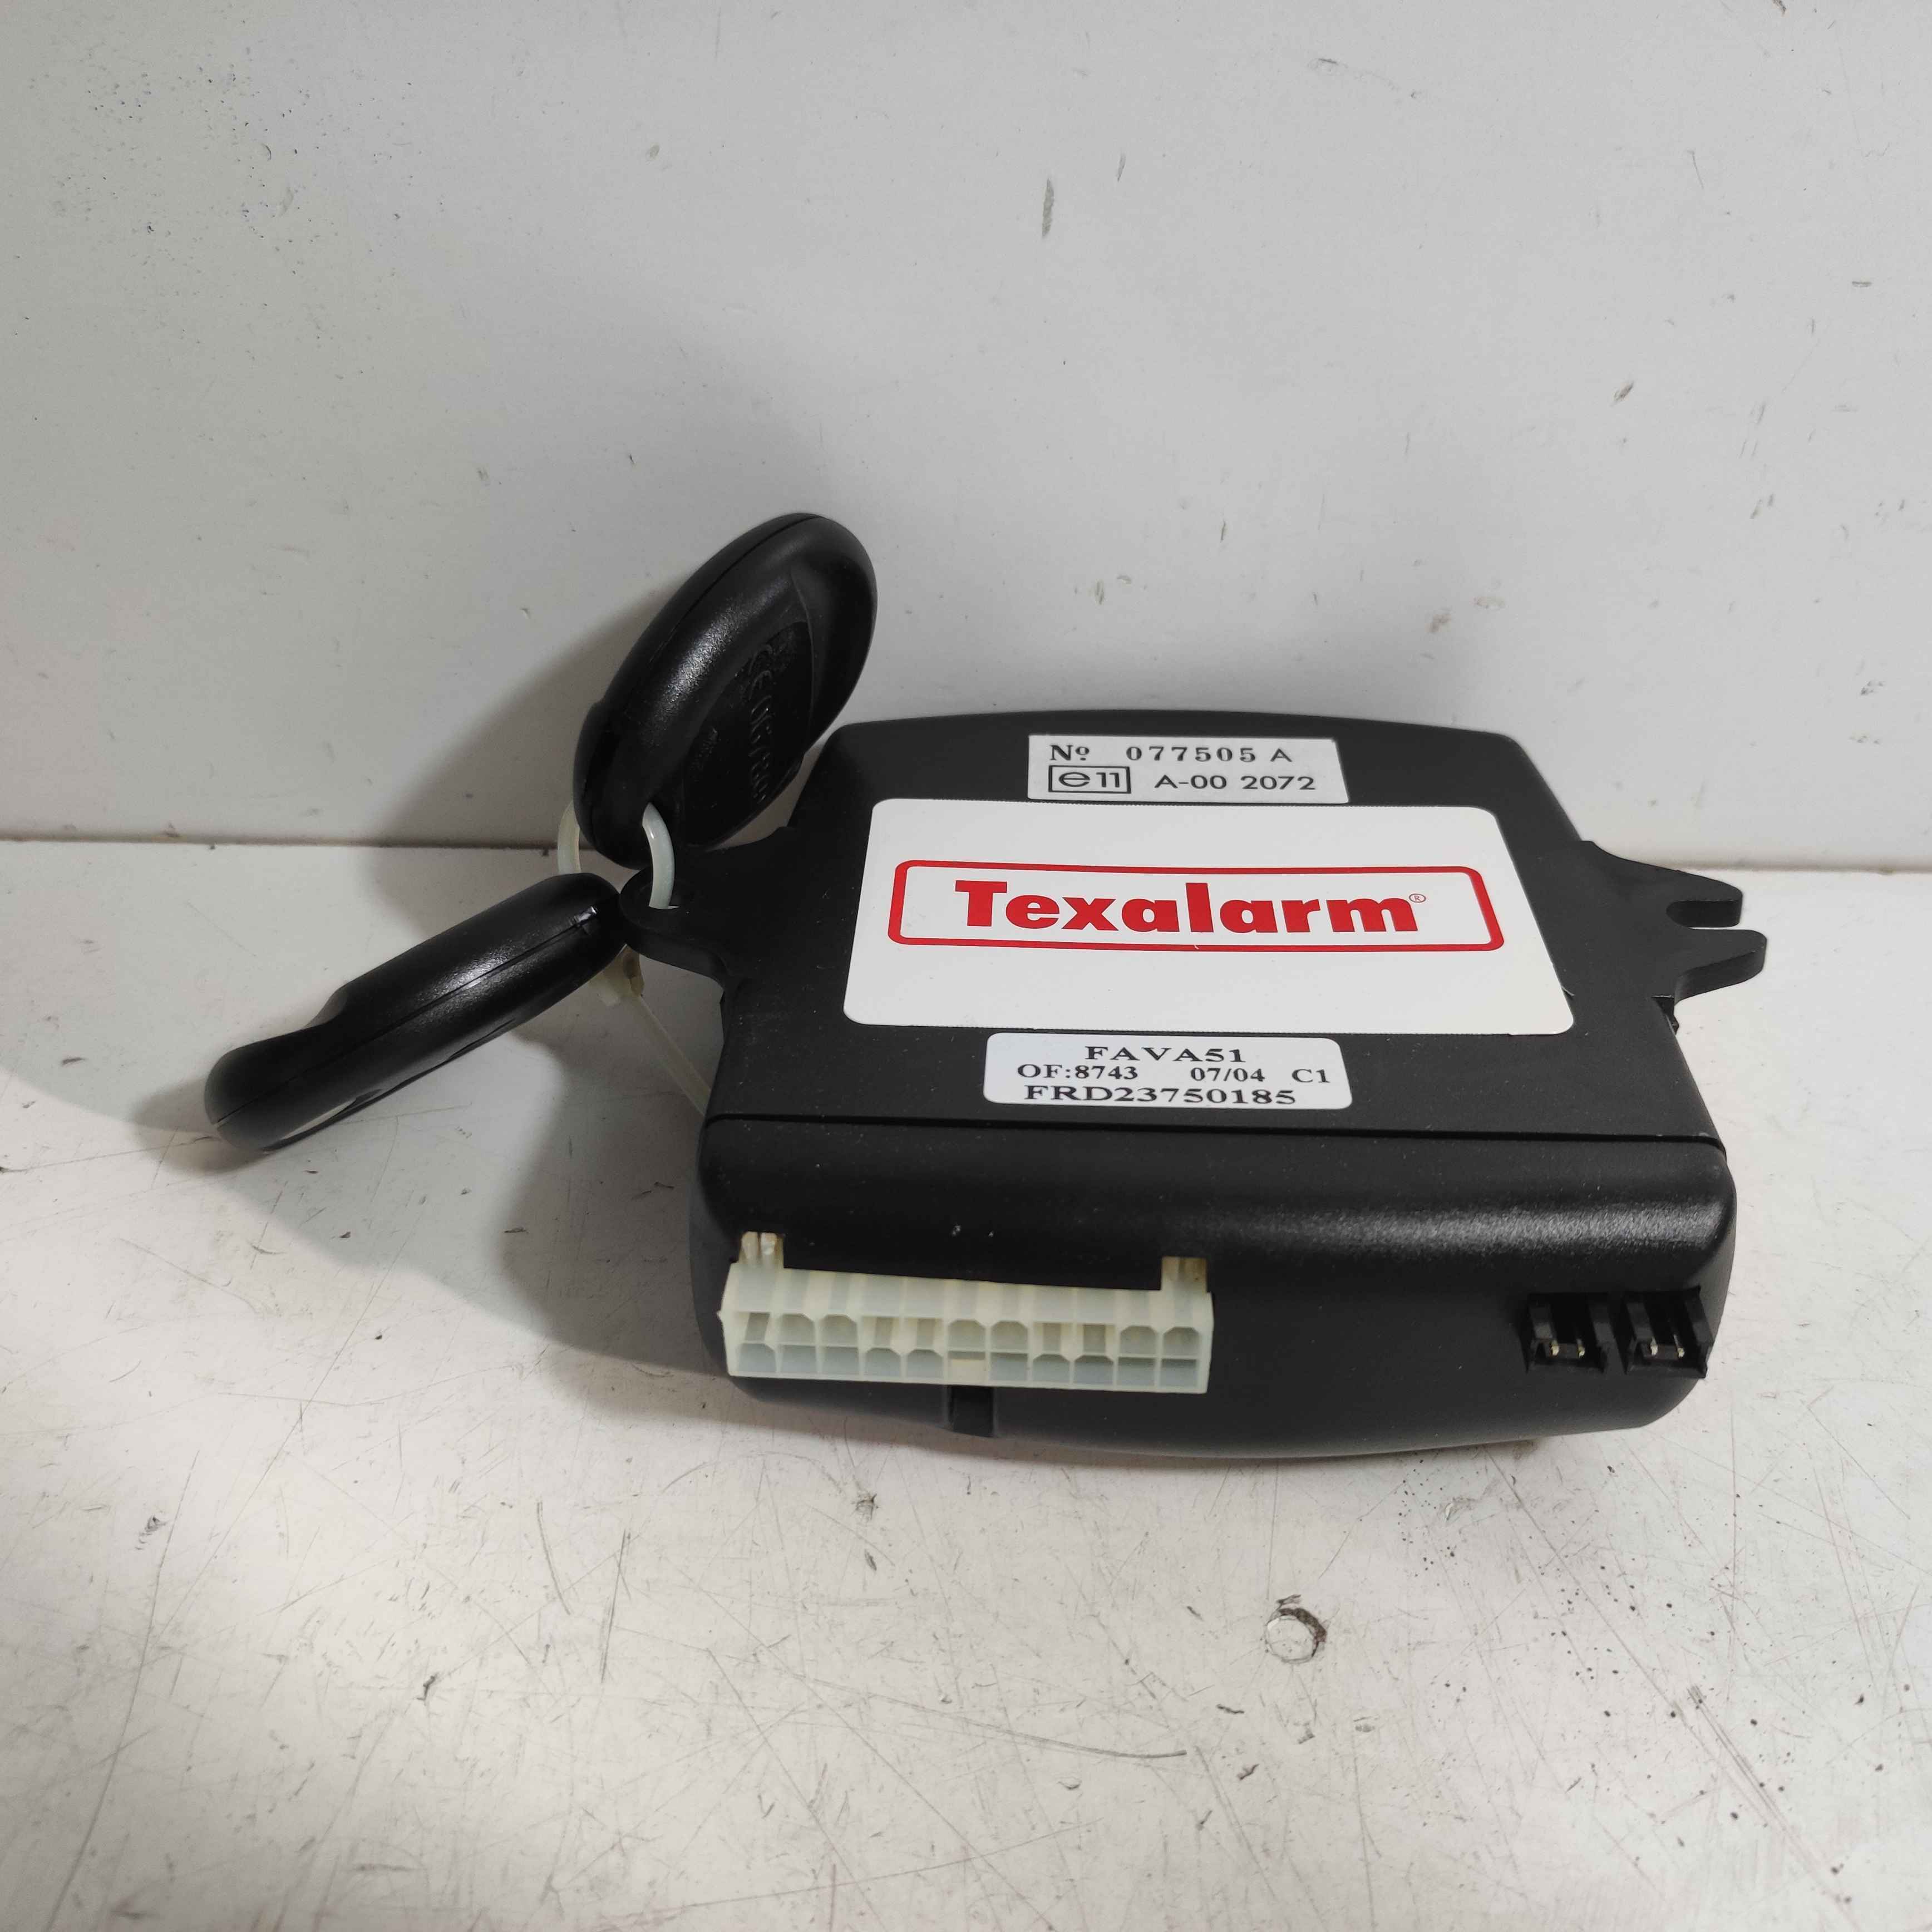 Nº 077505 A
e11 A-00 2072
Texalarm®
FAVA51
OF:8743 07/04 C1
FRD23750185